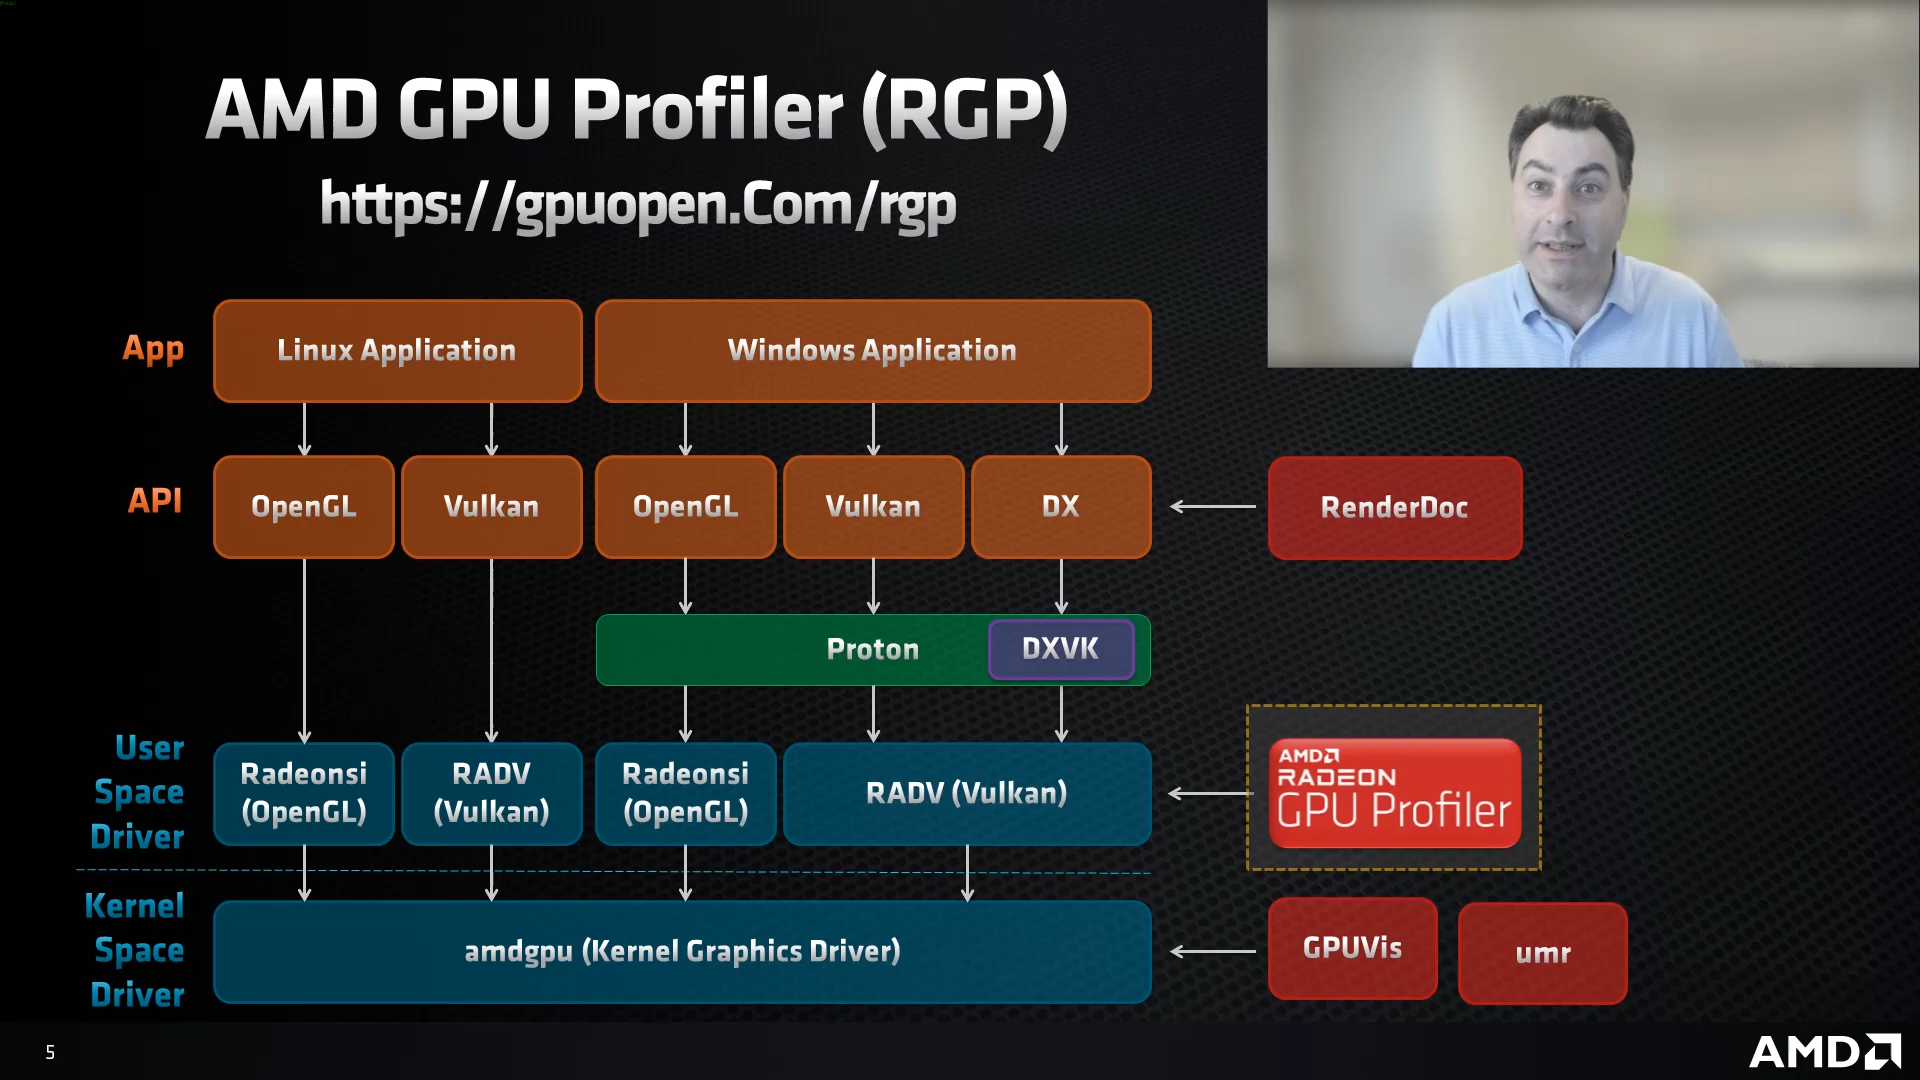 AMD GPU Profiler (RGP)
https://gpuopen.Com/rgp
App
Linux Application
Windows Application
API
OpenGL
Vulkan
OpenGL
Vulkan
DX
RenderDoc
Proton
DXVK
User
Space
Driver
Radeonsi
(OpenGL)
RADV
(Vulkan)
Radeonsi
(OpenGL)
RADV (Vulkan)
AMD
RADEON
GPU Profiler
Kernel
Space
Driver
amdgpu (Kernel Graphics Driver)
GPUVis
umr
5
AMD